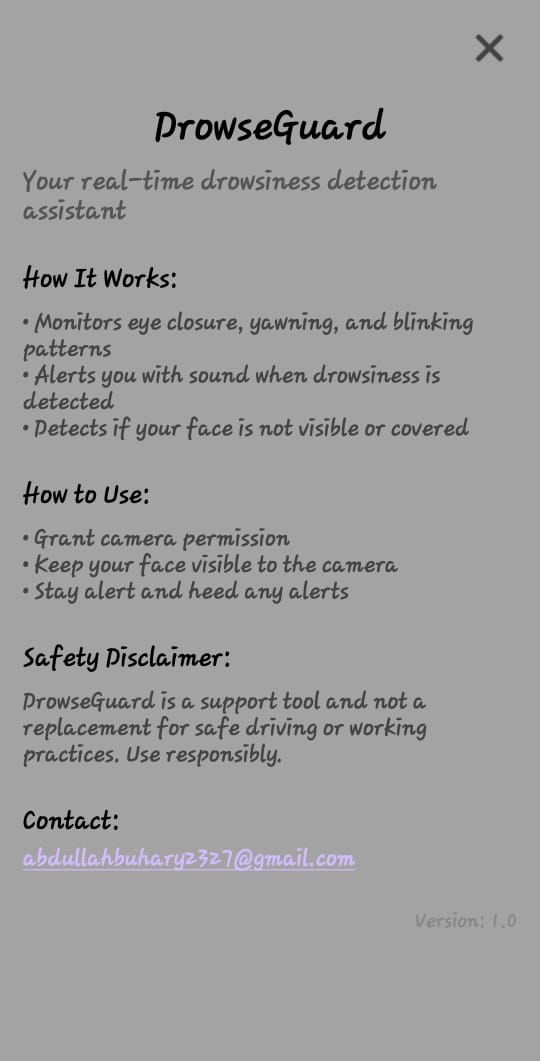 DrowseGuard
Your real-time drowsiness detection
assistant
How It Works:
• Monitors eye closure, yawning, and blinking
patterns
• Alerts you with sound when drowsiness is
detected
• Detects if your face is not visible or covered
How to Use:
• Grant camera permission
• Keep your face visible to the camera
• Stay alert and heed any alerts
Safety Disclaimer:
DrowseGuard is a support tool and not a
replacement for safe driving or working
practices. Use responsibly.
Contact:
abdullahbuhary2327@gmail.com
Version: 1.0